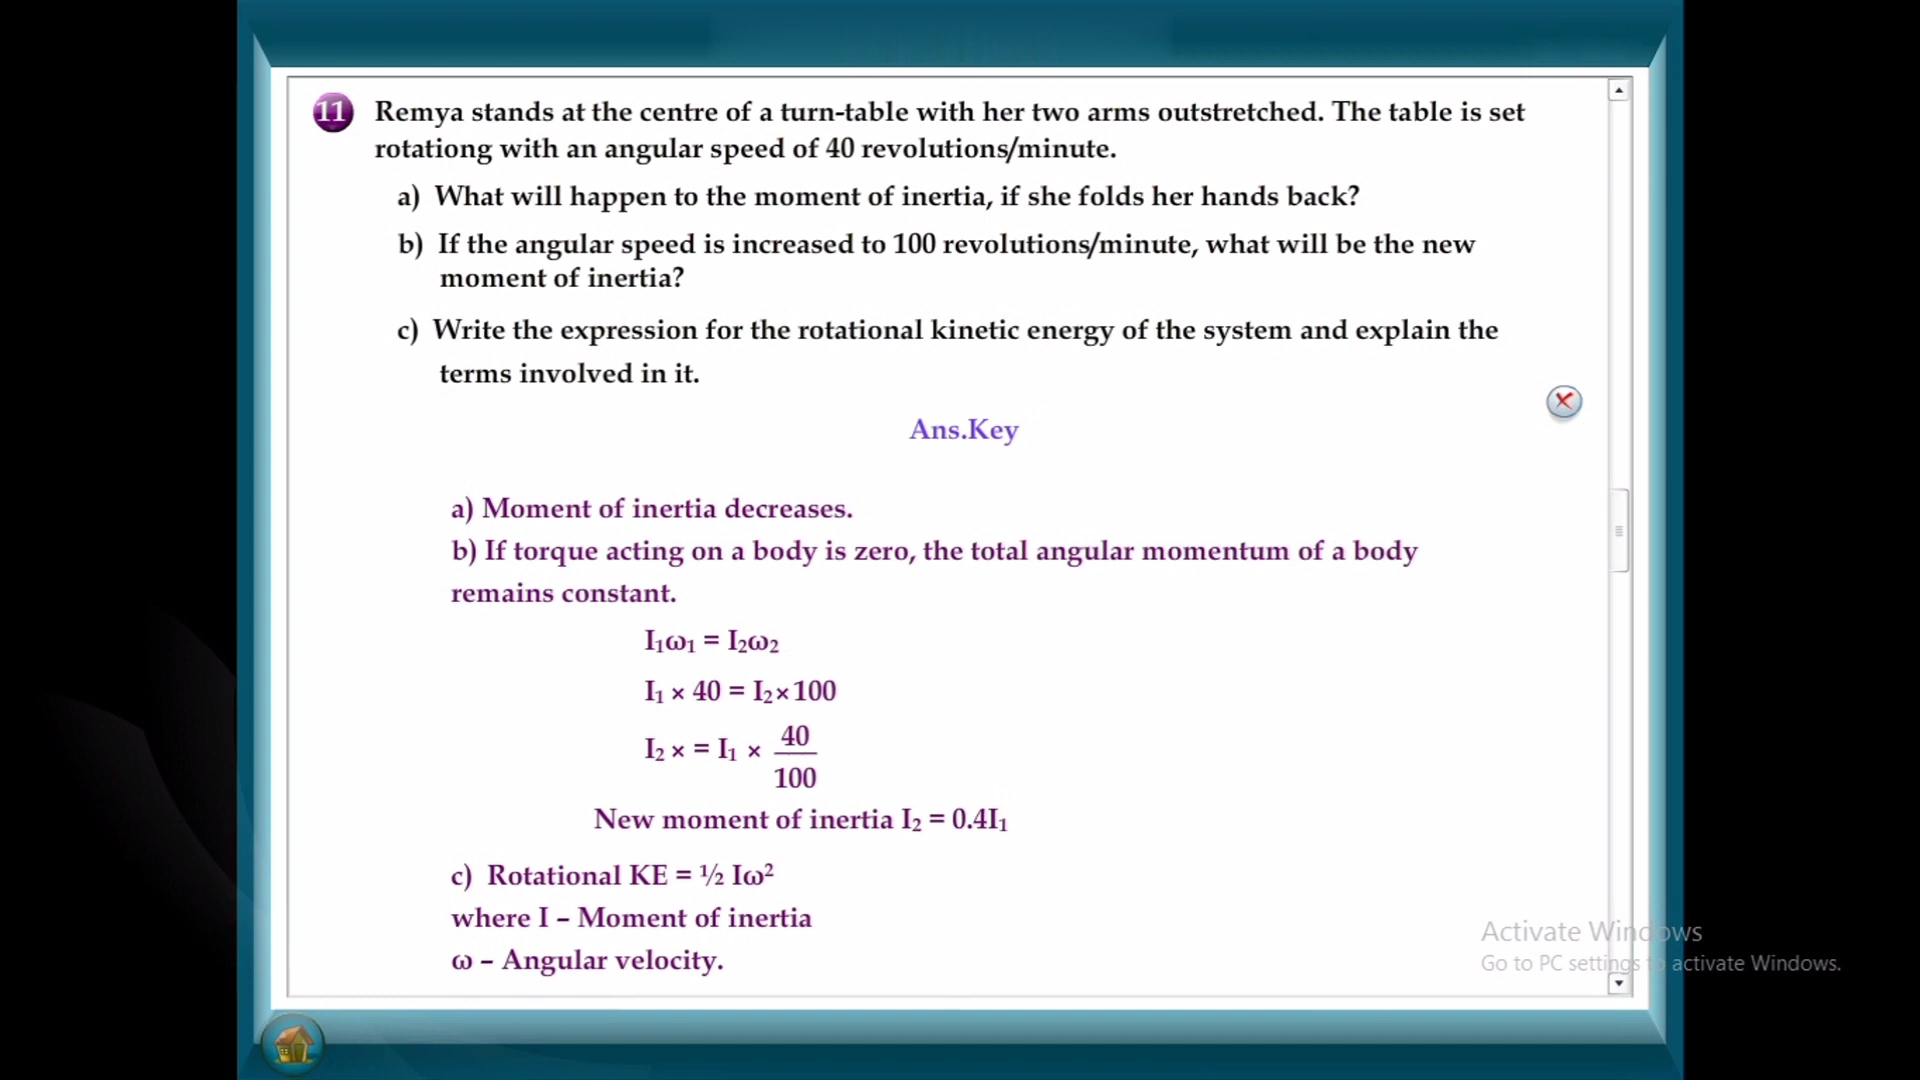 11 Remya stands at the centre of a turn-table with her two arms outstretched. The table is set
rotationg with an angular speed of 40 revolutions/minute.
a) What will happen to the moment of inertia, if she folds her hands back?
b) If the angular speed is increased to 100 revolutions/minute, what will be the new
moment of inertia?
c) Write the expression for the rotational kinetic energy of the system and explain the
terms involved in it.
Ans.Key
a) Moment of inertia decreases.
b) If torque acting on a body is zero, the total angular momentum of a body
remains constant.
I₁ω₁ = I₂ω₂
I₁ × 40 = I₂×100
I₂ × = I₁ × 40/100
New moment of inertia I₂ = 0.4I₁
c) Rotational KE = ½ Iω²
where I – Moment of inertia
ω – Angular velocity.
Activate Windows
Go to PC settings to activate Windows.